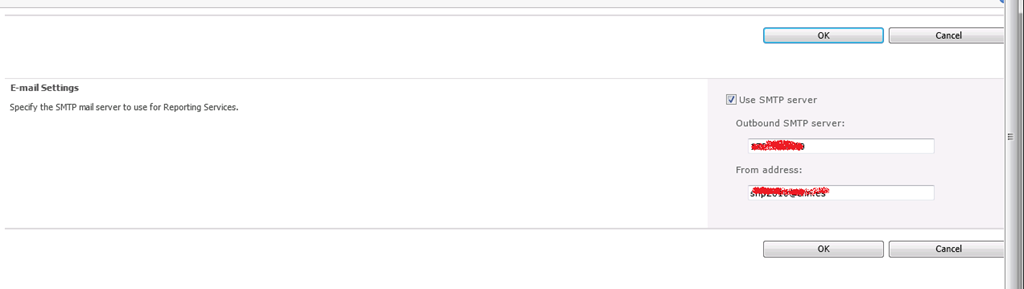 OK Cancel
E-mail Settings
Specify the SMTP mail server to use for Reporting Services.
Use SMTP server
Outbound SMTP server:
From address:
OK Cancel